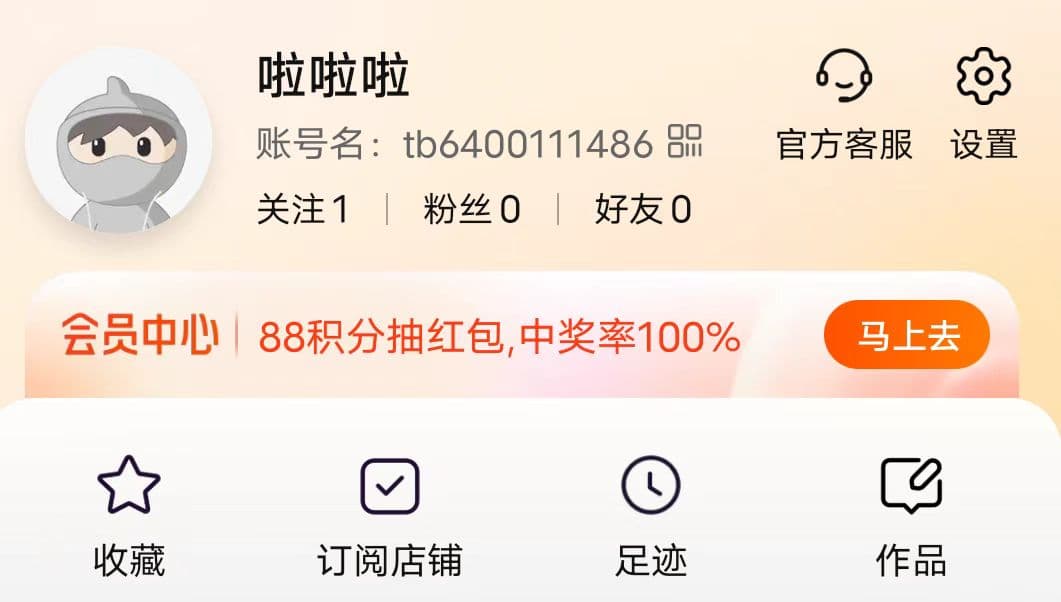 啦啦啦
账号名：tb6400111486
官方客服
设置
关注1
粉丝0
好友0
会员中心
88积分抽红包,中奖率100%
马上去
收藏
订阅店铺
足迹
作品